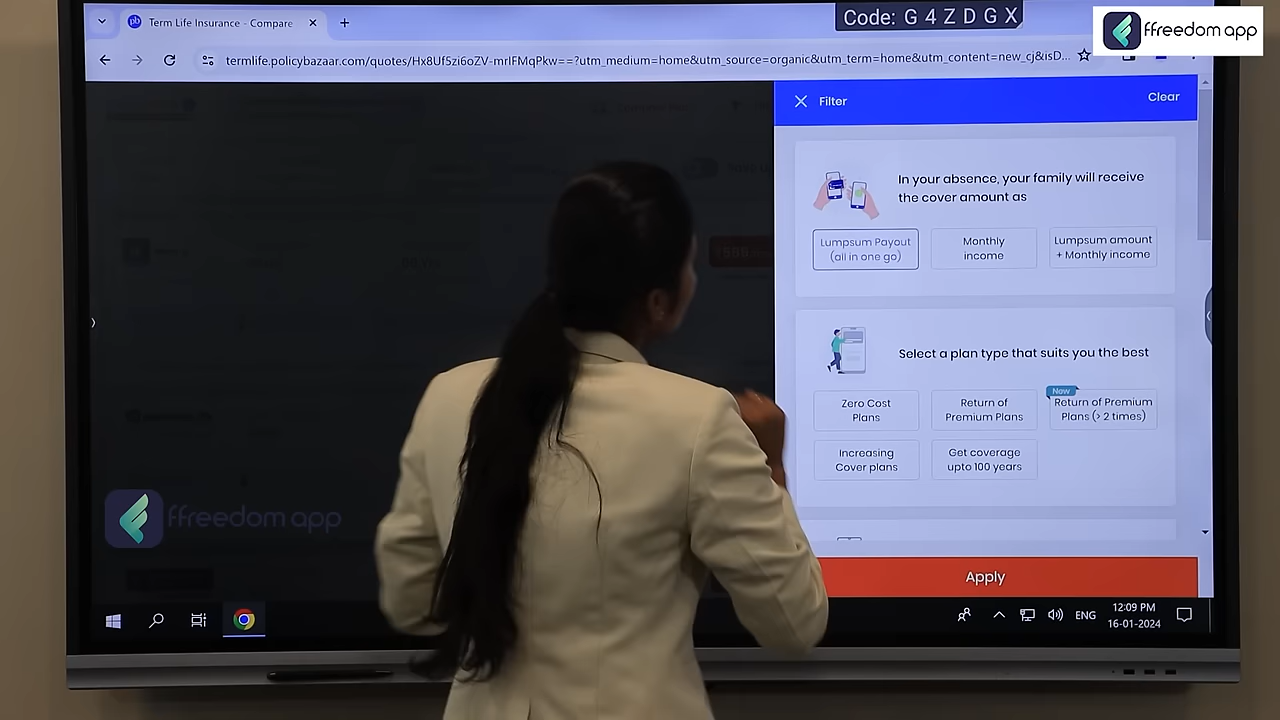 Code: G 4 Z D G X
ffreedom app
Term Life Insurance - Compare
termlife.policybazaar.com/quotes/Hx8Uf5zi6oZV-mrlFMqPkw==?utm_medium=home&utm_source=organic&utm_term=home&utm_content=new_cj&isD...
Filter
Clear
In your absence, your family will receive
the cover amount as
Lumpsum Payout
(all in one go)
Monthly
income
Lumpsum amount
+ Monthly income
Select a plan type that suits you the best
Zero Cost
Plans
Return of
Premium Plans
New
Return of Premium
Plans (> 2 times)
Increasing
Cover plans
Get coverage
upto 100 years
ffreedom app
Apply
ENG
12:09 PM
16-01-2024